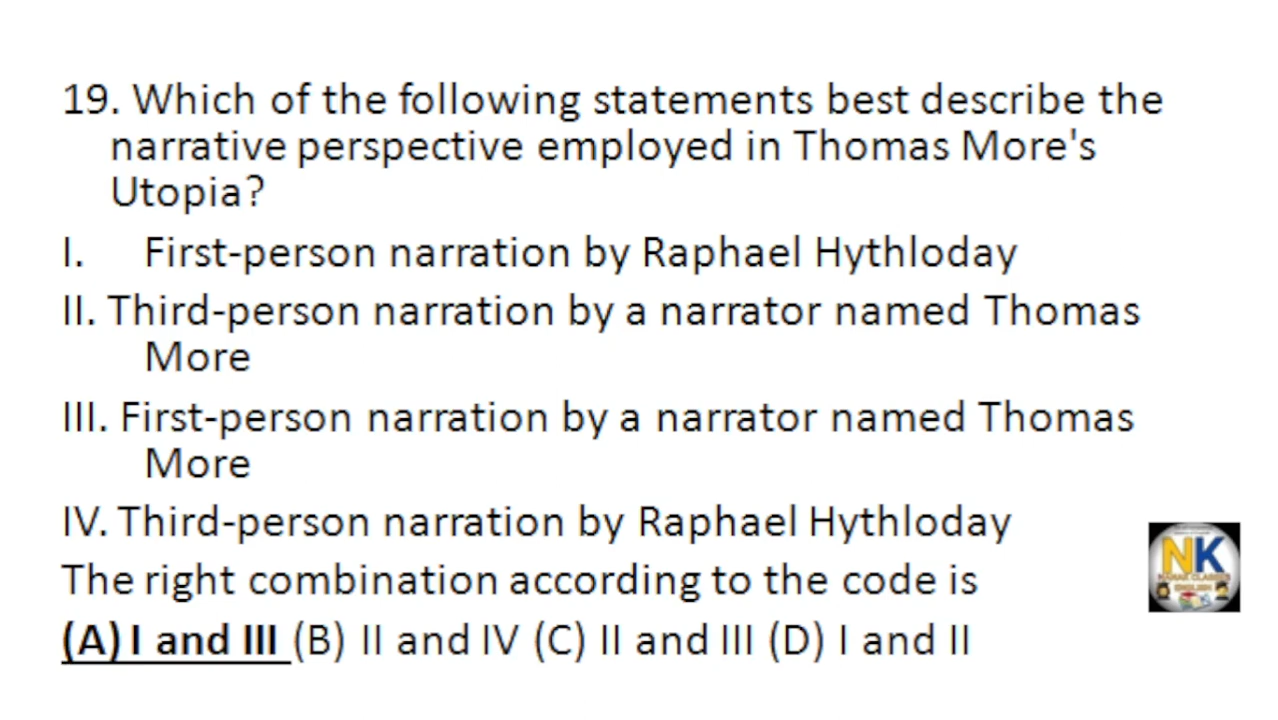 19. Which of the following statements best describe the
narrative perspective employed in Thomas More's
Utopia?
I. First-person narration by Raphael Hythloday
II. Third-person narration by a narrator named Thomas
More
III. First-person narration by a narrator named Thomas
More
IV. Third-person narration by Raphael Hythloday
The right combination according to the code is
(A) I and III (B) II and IV (C) II and III (D) I and II
NK